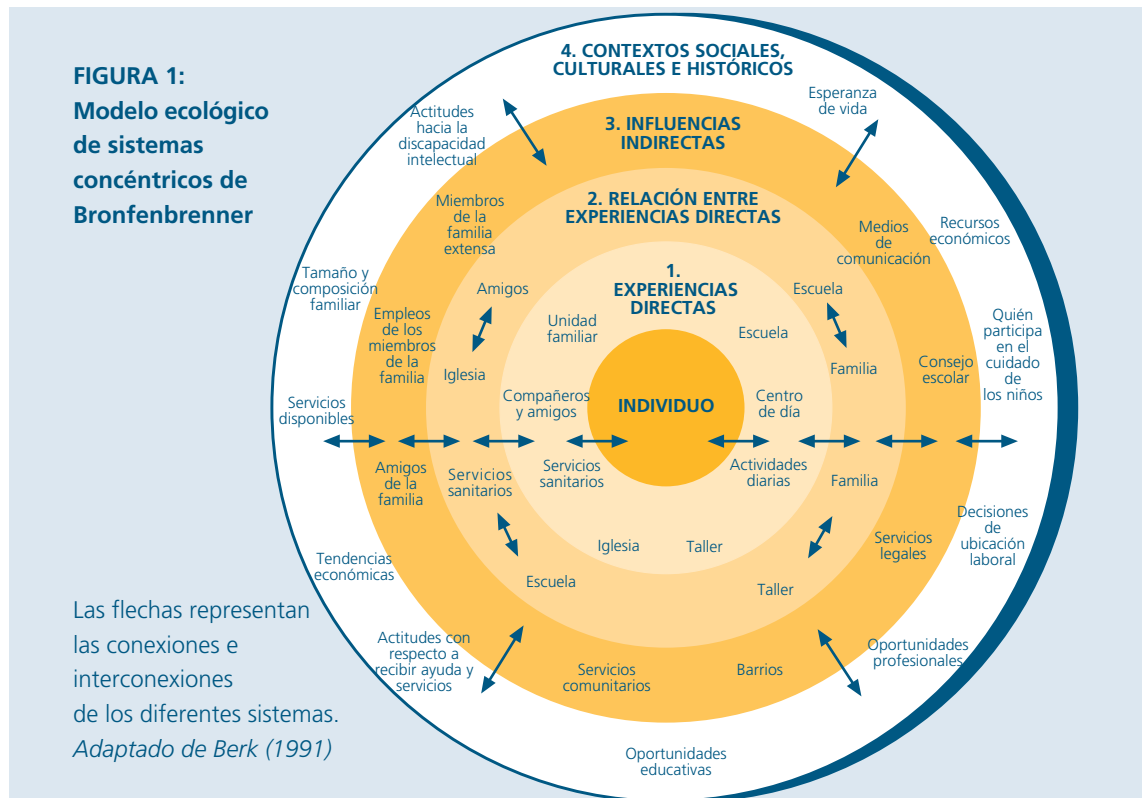 FIGURA 1:
Modelo ecológico
de sistemas
concéntricos de
Bronfenbrenner
4. CONTEXTOS SOCIALES,
CULTURALES E HISTÓRICOS
Actitudes
hacia la
discapacidad
intelectual
Esperanza
de vida
Recursos
económicos
Tamaño y
composición
familiar
Quién
participa
en el
cuidado
de
los niños
Servicios
disponibles
Tendencias
económicas
Decisiones
de
ubicación
laboral
Actitudes con
respecto a
recibir ayuda y
servicios
Oportunidades
profesionales
Oportunidades
educativas
3. INFLUENCIAS
INDIRECTAS
Miembros
de la
familia
extensa
Medios
de
comunicación
Empleos
de los
miembros
de la
familia
Consejo
escolar
Amigos
de la
familia
Servicios
legales
Servicios
comunitarios
Barrios
2. RELACIÓN ENTRE
EXPERIENCIAS DIRECTAS
Amigos
Iglesia
Escuela
Familia
Servicios
sanitarios
Escuela
Familia
Taller
1.
EXPERIENCIAS
DIRECTAS
Unidad
familiar
Escuela
Compañeros
y amigos
Centro
de día
Servicios
sanitarios
Actividades
diarias
Iglesia
Taller
INDIVIDUO
Las flechas representan
las conexiones e
interconexiones
de los diferentes sistemas.
Adaptado de Berk (1991)